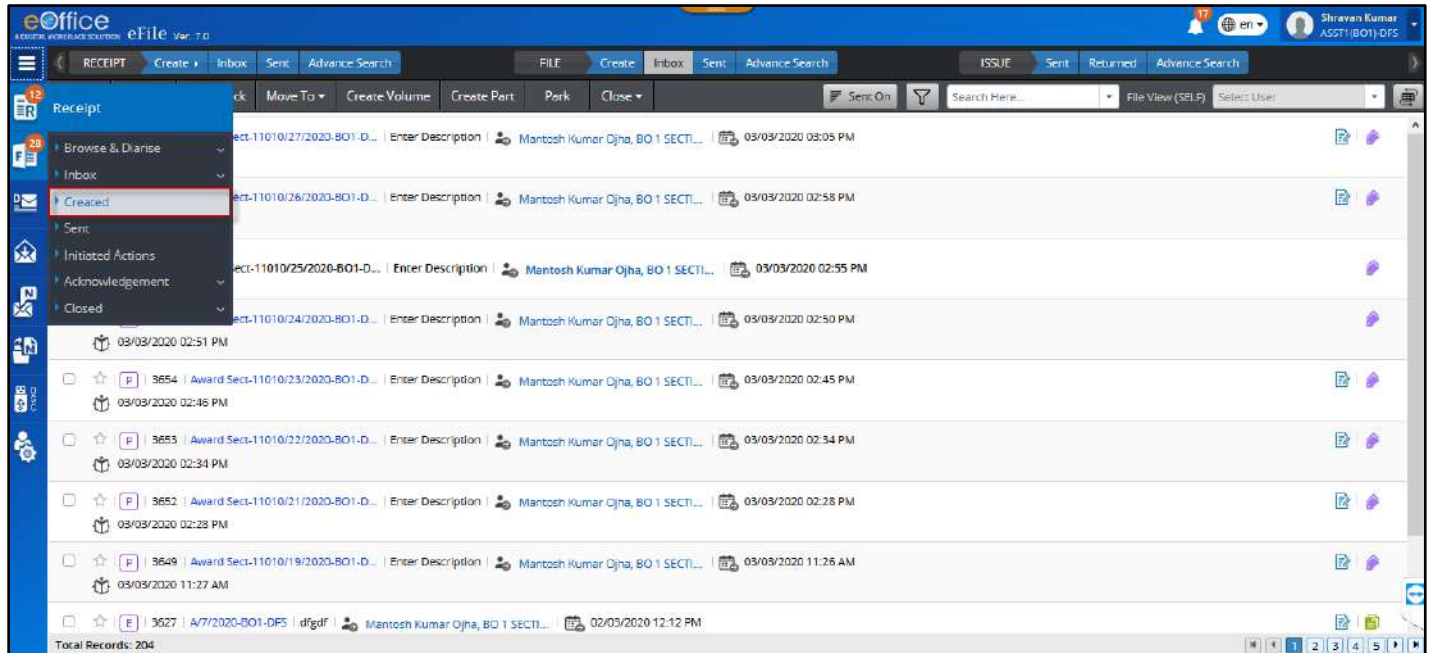 eOffice
A DIGITAL WORKPLACE SOLUTION eFile Ver. 7.0
17
en
Shravan Kumar
ASST1(BO1)-DFS
RECEIPT Create Inbox Sent Advance Search
FILE Create Inbox Sent Advance Search
ISSUE Sent Returned Advance Search
12
Receipt
ck Move To Create Volume Create Part Park Close
Sent On Search Here... File View (SELF) Select User
Browse & Diarise
Inbox
Created
Sent
Initiated Actions
Acknowledgement
Closed
28
ect-11010/27/2020-BO1-D... Enter Description Mantosh Kumar Ojha, BO 1 SECTI... 03/03/2020 03:05 PM
ect-11010/26/2020-BO1-D... Enter Description Mantosh Kumar Ojha, BO 1 SECTI... 03/03/2020 02:58 PM
ect-11010/25/2020-BO1-D... Enter Description Mantosh Kumar Ojha, BO 1 SECTI... 03/03/2020 02:55 PM
ect-11010/24/2020-BO1-D... Enter Description Mantosh Kumar Ojha, BO 1 SECTI... 03/03/2020 02:50 PM
03/03/2020 02:51 PM
P 3654 Award Sect-11010/23/2020-BO1-D... Enter Description Mantosh Kumar Ojha, BO 1 SECTI... 03/03/2020 02:45 PM
03/03/2020 02:46 PM
P 3653 Award Sect-11010/22/2020-BO1-D... Enter Description Mantosh Kumar Ojha, BO 1 SECTI... 03/03/2020 02:34 PM
03/03/2020 02:34 PM
P 3652 Award Sect-11010/21/2020-BO1-D... Enter Description Mantosh Kumar Ojha, BO 1 SECTI... 03/03/2020 02:28 PM
03/03/2020 02:28 PM
P 3649 Award Sect-11010/19/2020-BO1-D... Enter Description Mantosh Kumar Ojha, BO 1 SECTI... 03/03/2020 11:26 AM
03/03/2020 11:27 AM
E 3627 A/7/2020-BO1-DFS dfgdf Mantosh Kumar Ojha, BO 1 SECTI... 02/03/2020 12:12 PM
Total Records: 204
1 2 3 4 5